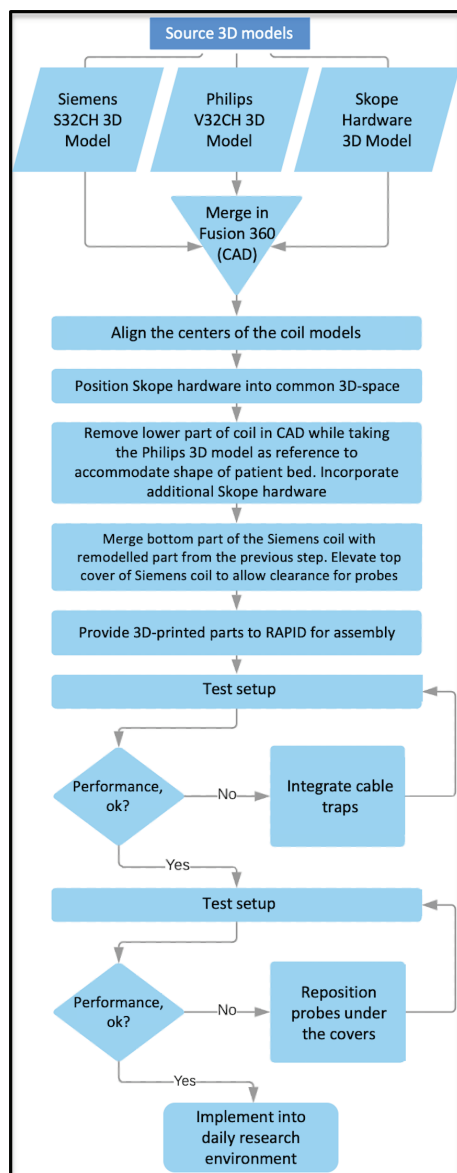 Source 3D models
Siemens
S32CH 3D
Model
Philips
V32CH 3D
Model
Skope
Hardware
3D Model
Merge in
Fusion 360
(CAD)
Align the centers of the coil models
Position Skope hardware into common 3D-space
Remove lower part of coil in CAD while taking
the Philips 3D model as reference to
accommodate shape of patient bed. Incorporate
additional Skope hardware
Merge bottom part of the Siemens coil with
remodelled part from the previous step. Elevate top
cover of Siemens coil to allow clearance for probes
Provide 3D-printed parts to RAPID for assembly
Test setup
Performance,
ok?
No
Integrate cable
traps
Yes
Test setup
Performance,
ok?
No
Reposition
probes under
the covers
Yes
Implement into
daily research
environment